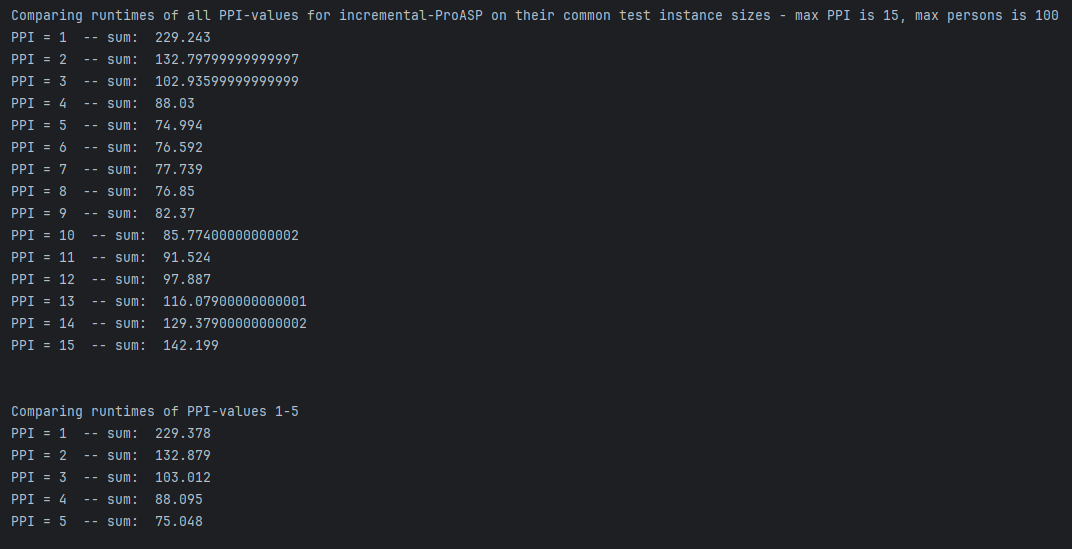 Comparing runtimes of all PPI-values for incremental-ProASP on their common test instance sizes - max PPI is 15, max persons is 100
PPI = 1  -- sum:  229.243
PPI = 2  -- sum:  132.79799999999997
PPI = 3  -- sum:  102.93599999999999
PPI = 4  -- sum:  88.03
PPI = 5  -- sum:  74.994
PPI = 6  -- sum:  76.592
PPI = 7  -- sum:  77.739
PPI = 8  -- sum:  76.85
PPI = 9  -- sum:  82.37
PPI = 10  -- sum:  85.77400000000002
PPI = 11  -- sum:  91.524
PPI = 12  -- sum:  97.887
PPI = 13  -- sum:  116.07900000000001
PPI = 14  -- sum:  129.37900000000002
PPI = 15  -- sum:  142.199
Comparing runtimes of PPI-values 1-5
PPI = 1  -- sum:  229.378
PPI = 2  -- sum:  132.879
PPI = 3  -- sum:  103.012
PPI = 4  -- sum:  88.095
PPI = 5  -- sum:  75.048